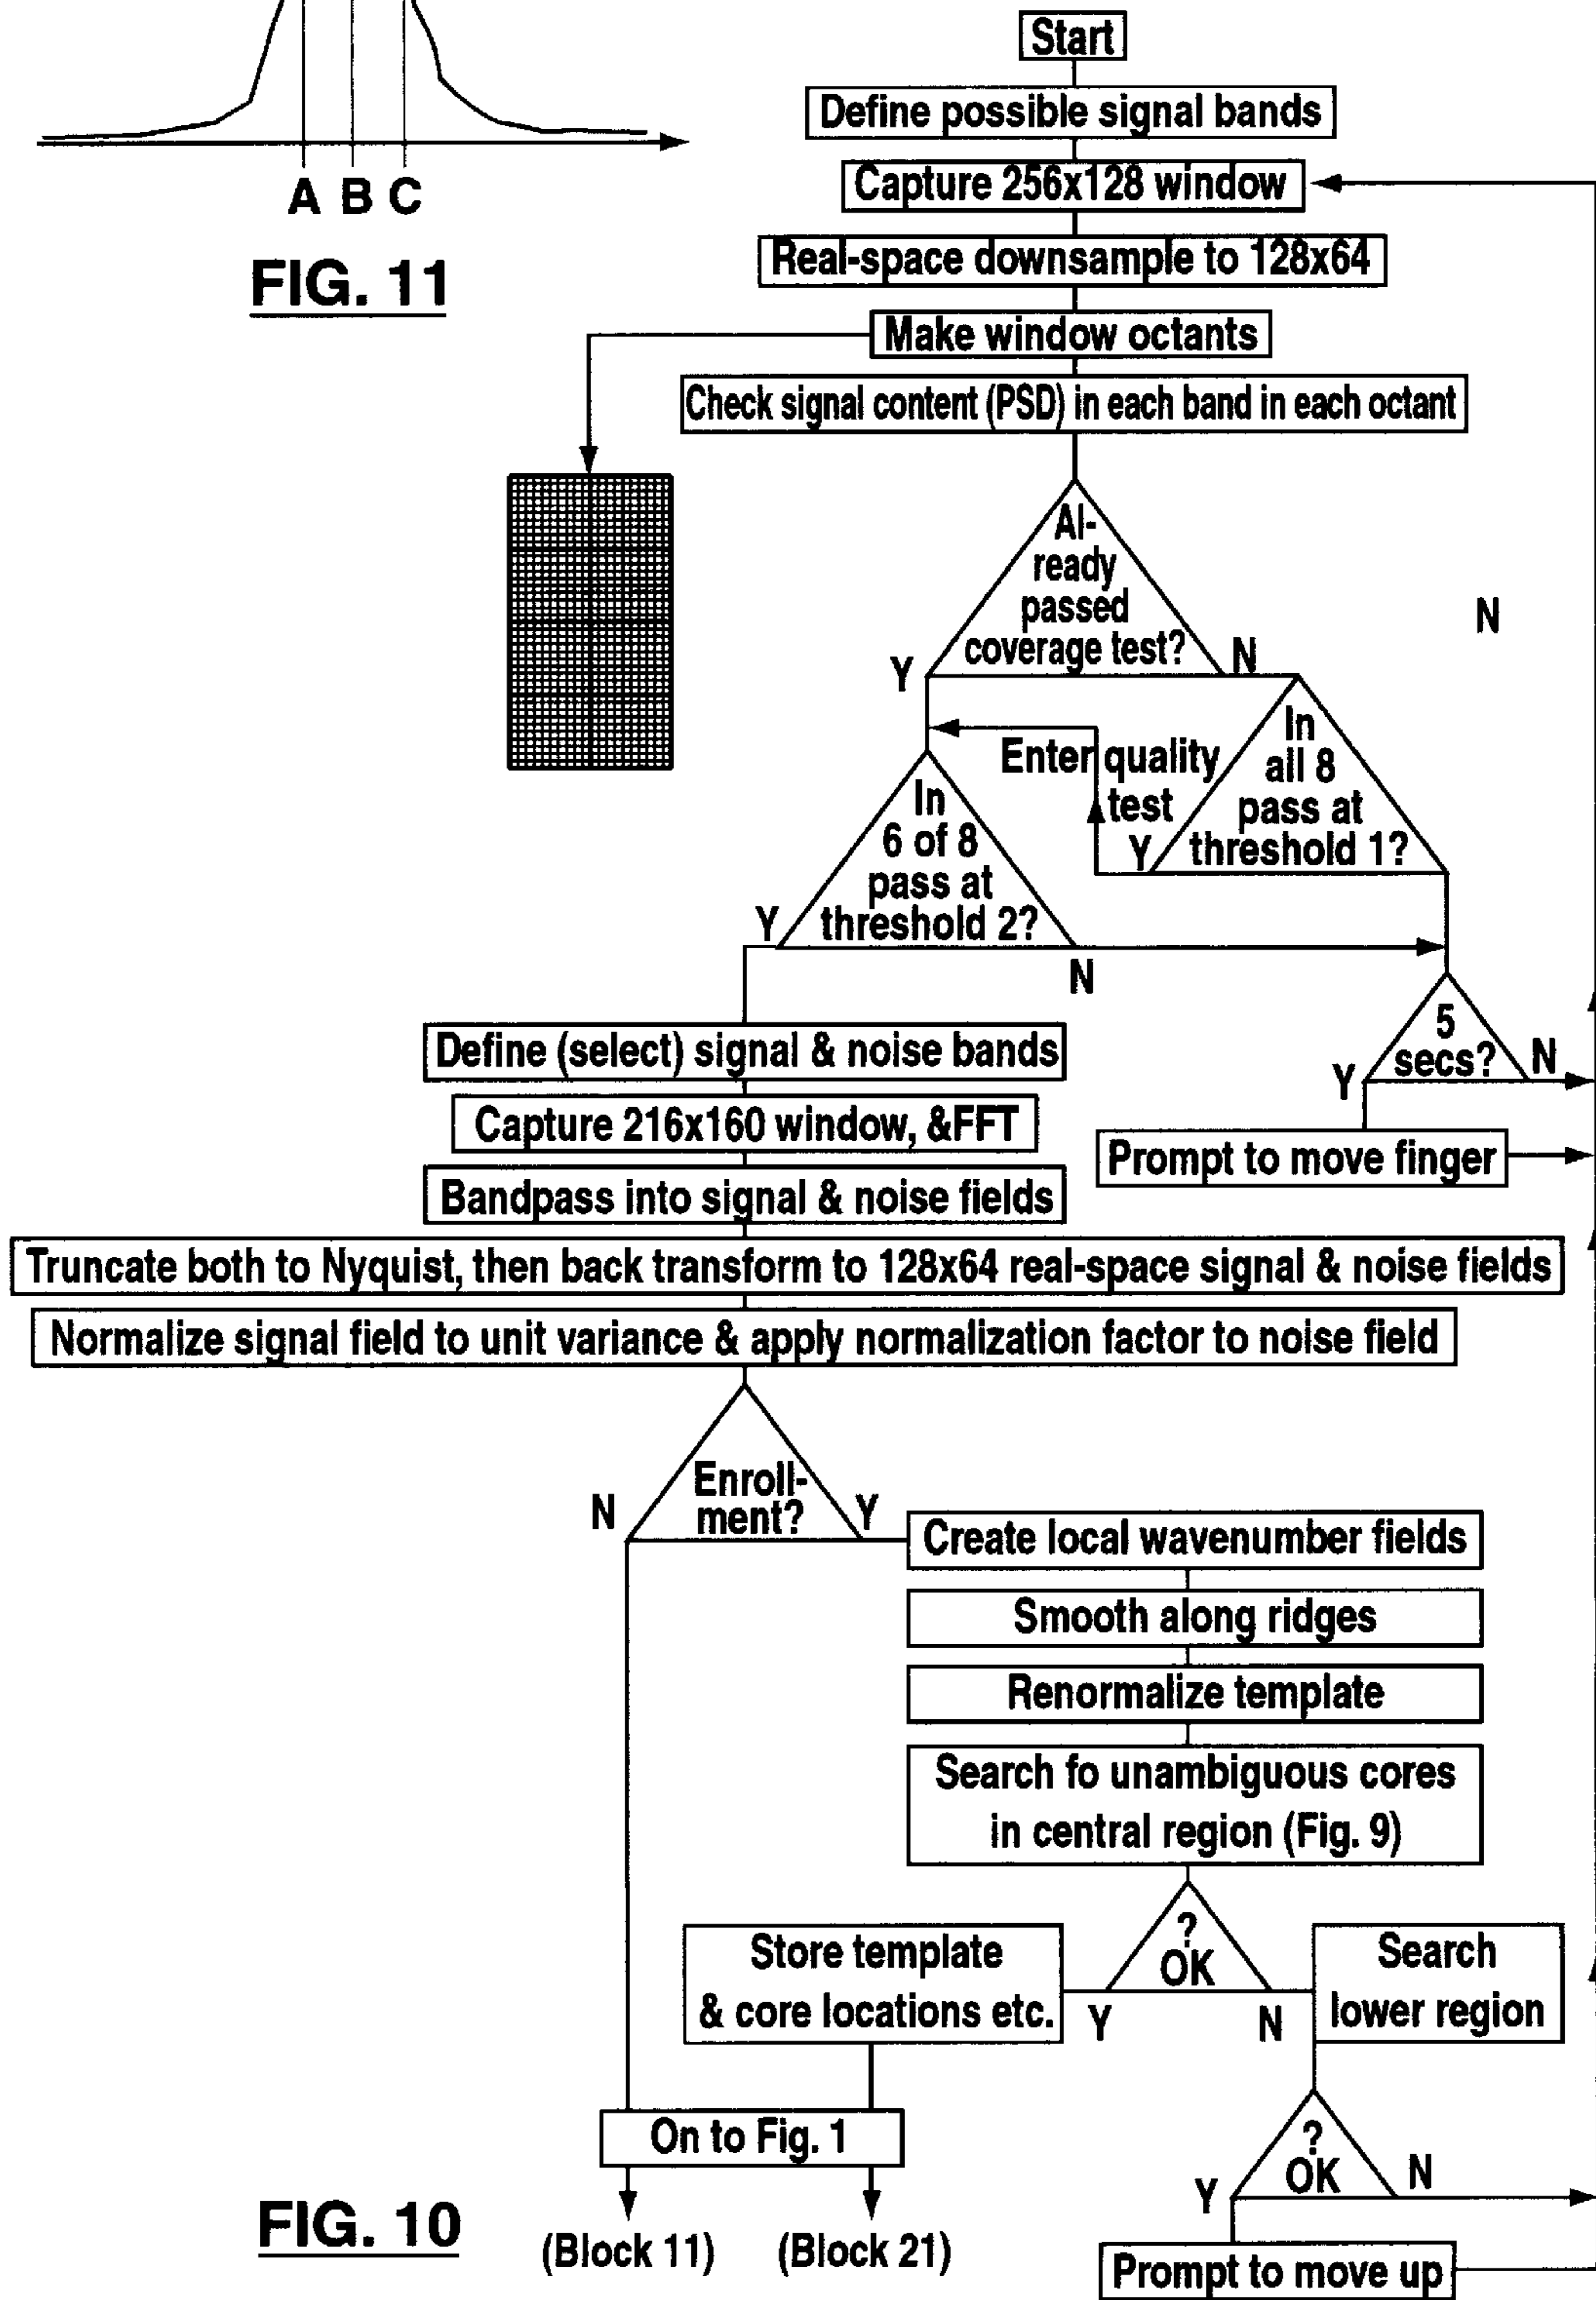 A B C
FIG. 11
Start
Define possible signal bands
Capture 256x128 window
Real-space downsample to 128x64
Make window octants
Check signal content (PSD) in each band in each octant
Al-
ready
passed
coverage test?
Y
N
N
In
all 8
pass at
threshold 1?
Y
Enter quality
test
In
6 of 8
pass at
threshold 2?
Y
N
5
secs?
Y
N
Prompt to move finger
Define (select) signal & noise bands
Capture 216x160 window, &FFT
Bandpass into signal & noise fields
Truncate both to Nyquist, then back transform to 128x64 real-space signal & noise fields
Normalize signal field to unit variance & apply normalization factor to noise field
Enroll-
ment?
N
Y
Create local wavenumber fields
Smooth along ridges
Renormalize template
Search fo unambiguous cores
in central region (Fig. 9)
?
OK
Y
N
Store template
& core locations etc.
Search
lower region
On to Fig. 1
?
OK
Y
N
(Block 11)
(Block 21)
Prompt to move up
FIG. 10